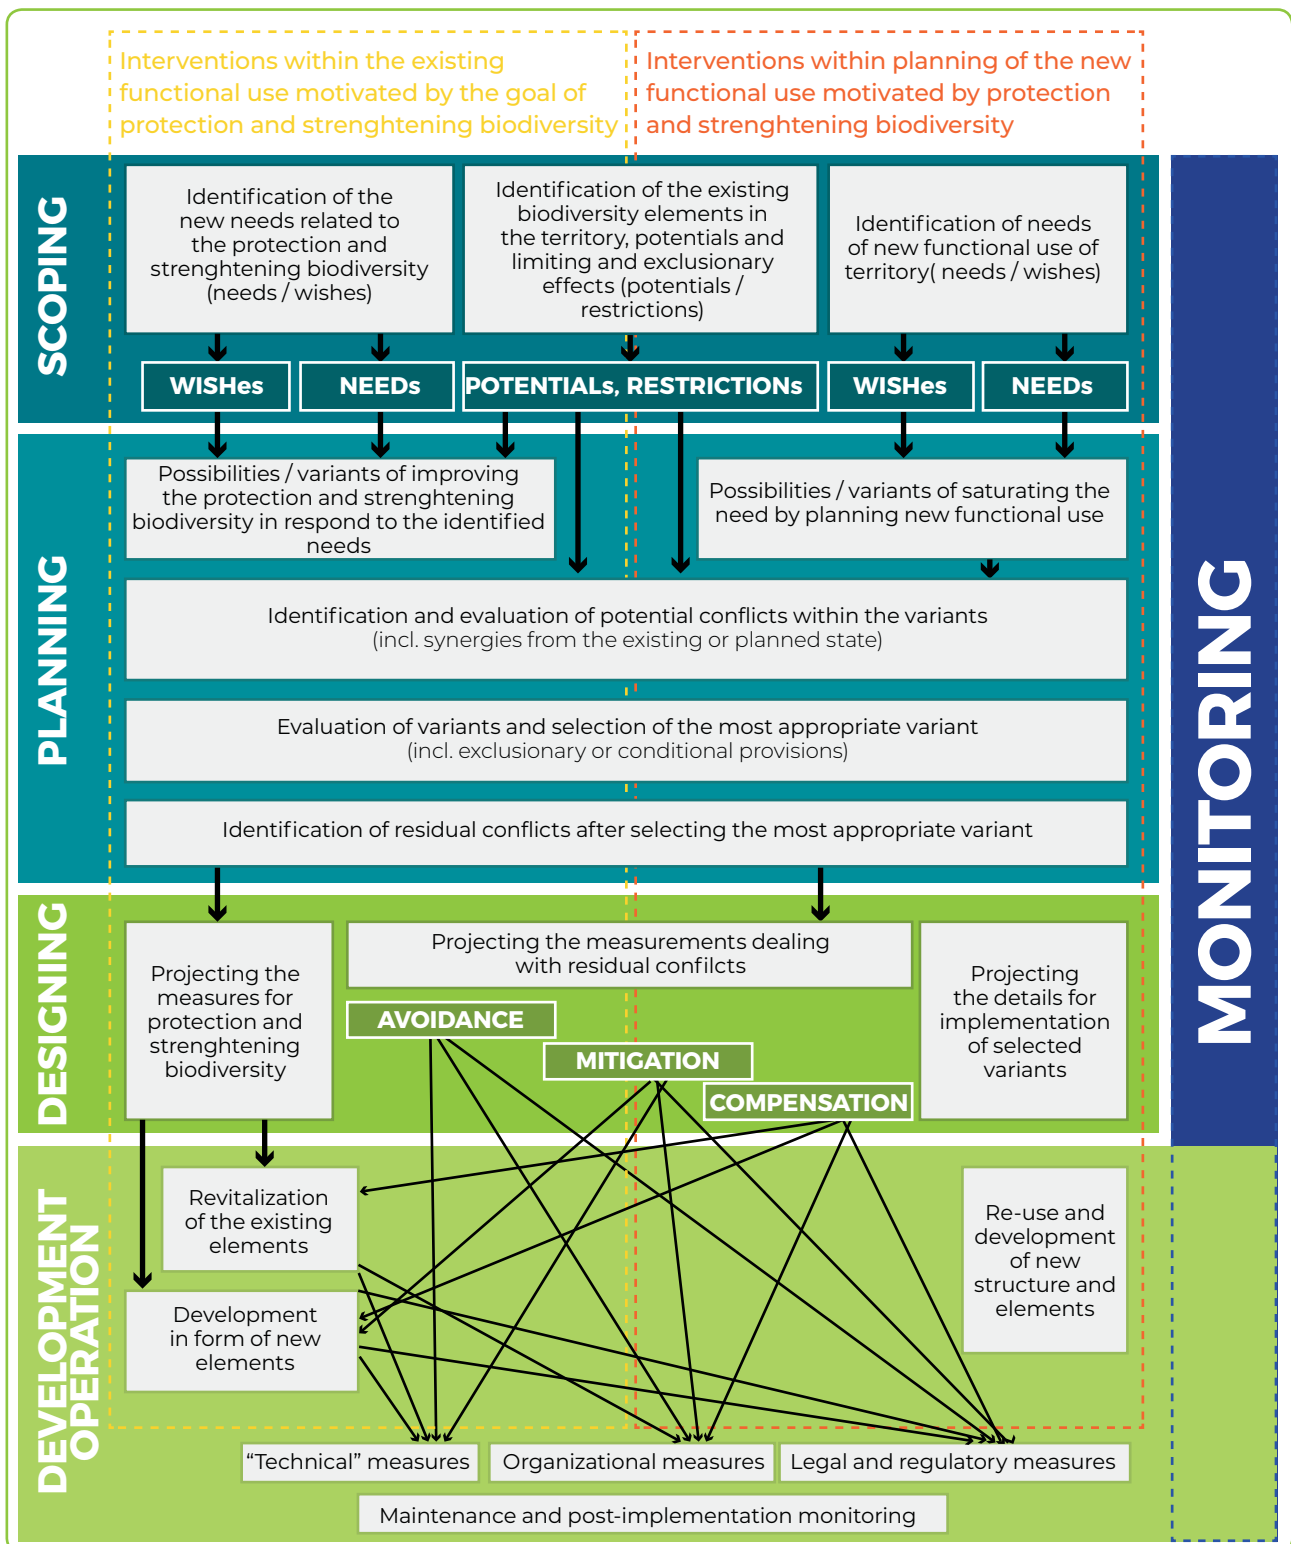 Interventions within the existing
functional use motivated by the goal of
protection and strenghtening biodiversity
Interventions within planning of the new
functional use motivated by protection
and strenghtening biodiversity
SCOPING
Identification of the
new needs related to
the protection and
strenghtening biodiversity
(needs / wishes)
Identification of the existing
biodiversity elements in
the territory, potentials and
limiting and exclusionary
effects (potentials /
restrictions)
Identification of needs
of new functional use of
territory( needs / wishes)
WISHes
NEEDs
POTENTIALs, RESTRICTIONs
WISHes
NEEDs
PLANNING
Possibilities / variants of improving
the protection and strenghtening
biodiversity in respond to the identified
needs
Possibilities / variants of saturating the
need by planning new functional use
Identification and evaluation of potential conflicts within the variants
(incl. synergies from the existing or planned state)
Evaluation of variants and selection of the most appropriate variant
(incl. exclusionary or conditional provisions)
Identification of residual conflicts after selecting the most appropriate variant
MONITORING
DESIGNING
Projecting the
measures for
protection and
strenghtening
biodiversity
Projecting the measurements dealing
with residual confilcts
AVOIDANCE
MITIGATION
COMPENSATION
Projecting
the details for
implementation
of selected
variants
DEVELOPMENT
OPERATION
Revitalization
of the existing
elements
Development
in form of new
elements
Re-use and
development
of new
structure and
elements
“Technical” measures
Organizational measures
Legal and regulatory measures
Maintenance and post-implementation monitoring